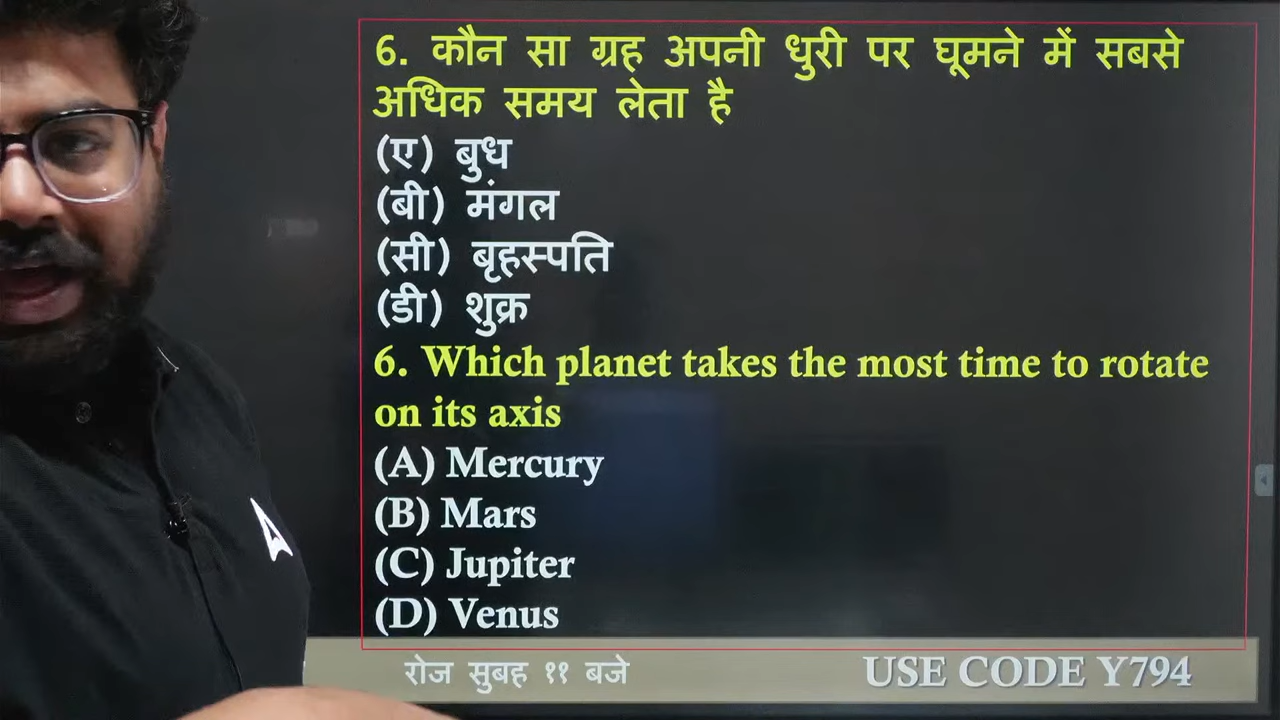 6. कौन सा ग्रह अपनी धुरी पर घूमने में सबसे
अधिक समय लेता है
(ए) बुध
(बी) मंगल
(सी) बृहस्पति
(डी) शुक्र
6. Which planet takes the most time to rotate
on its axis
(A) Mercury
(B) Mars
(C) Jupiter
(D) Venus
रोज सुबह ११ बजे
USE CODE Y794